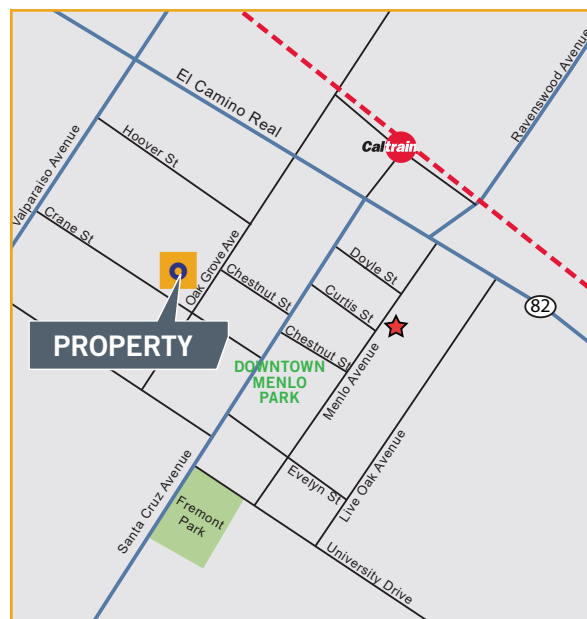 El Camino Real
Ravenswood Avenue
Caltrain
Hoover St
Valparaiso Avenue
Crane St
Oak Grove Ave
Doyle St
Chestnut St
Curtis St
82
PROPERTY
Chestnut St
Menlo Avenue
DOWNTOWN
MENLO
PARK
Live Oak Avenue
Evelyn St
Santa Cruz Avenue
Fremont
Park
University Drive